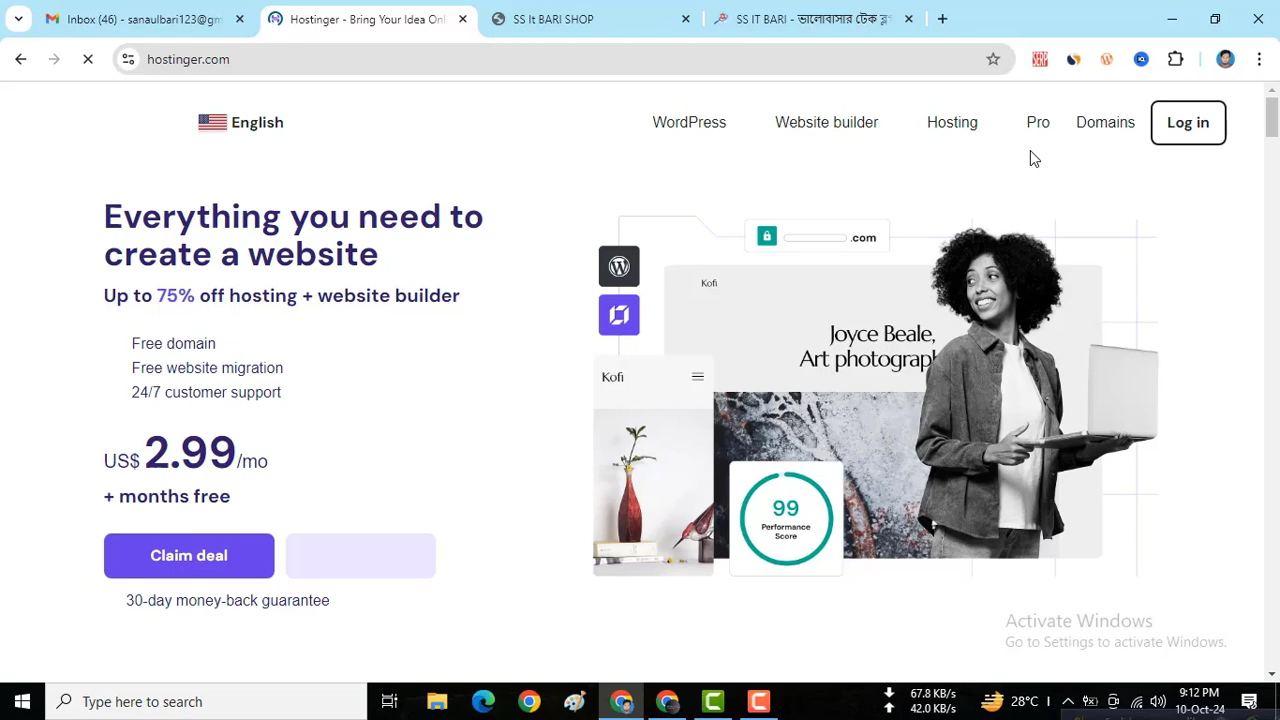 Inbox (46) - sanaulbari123@gm
Hostinger - Bring Your Idea Onl
SS It BARI SHOP
SS IT BARI - ভালোবাসার টেক ব্ল
hostinger.com
SERP
English
WordPress
Website builder
Hosting
Pro
Domains
Log in
Everything you need to
create a website
Up to 75% off hosting + website builder
Free domain
Free website migration
24/7 customer support
US$ 2.99/mo
+ months free
Claim deal
30-day money-back guarantee
.com
Kofi
Joyce Beale,
Art photograph
Kofi
99
Performance
Score
Activate Windows
Go to Settings to activate Windows.
Type here to search
67.8 KB/s
42.0 KB/s
28°C
9:12 PM
10-Oct-24